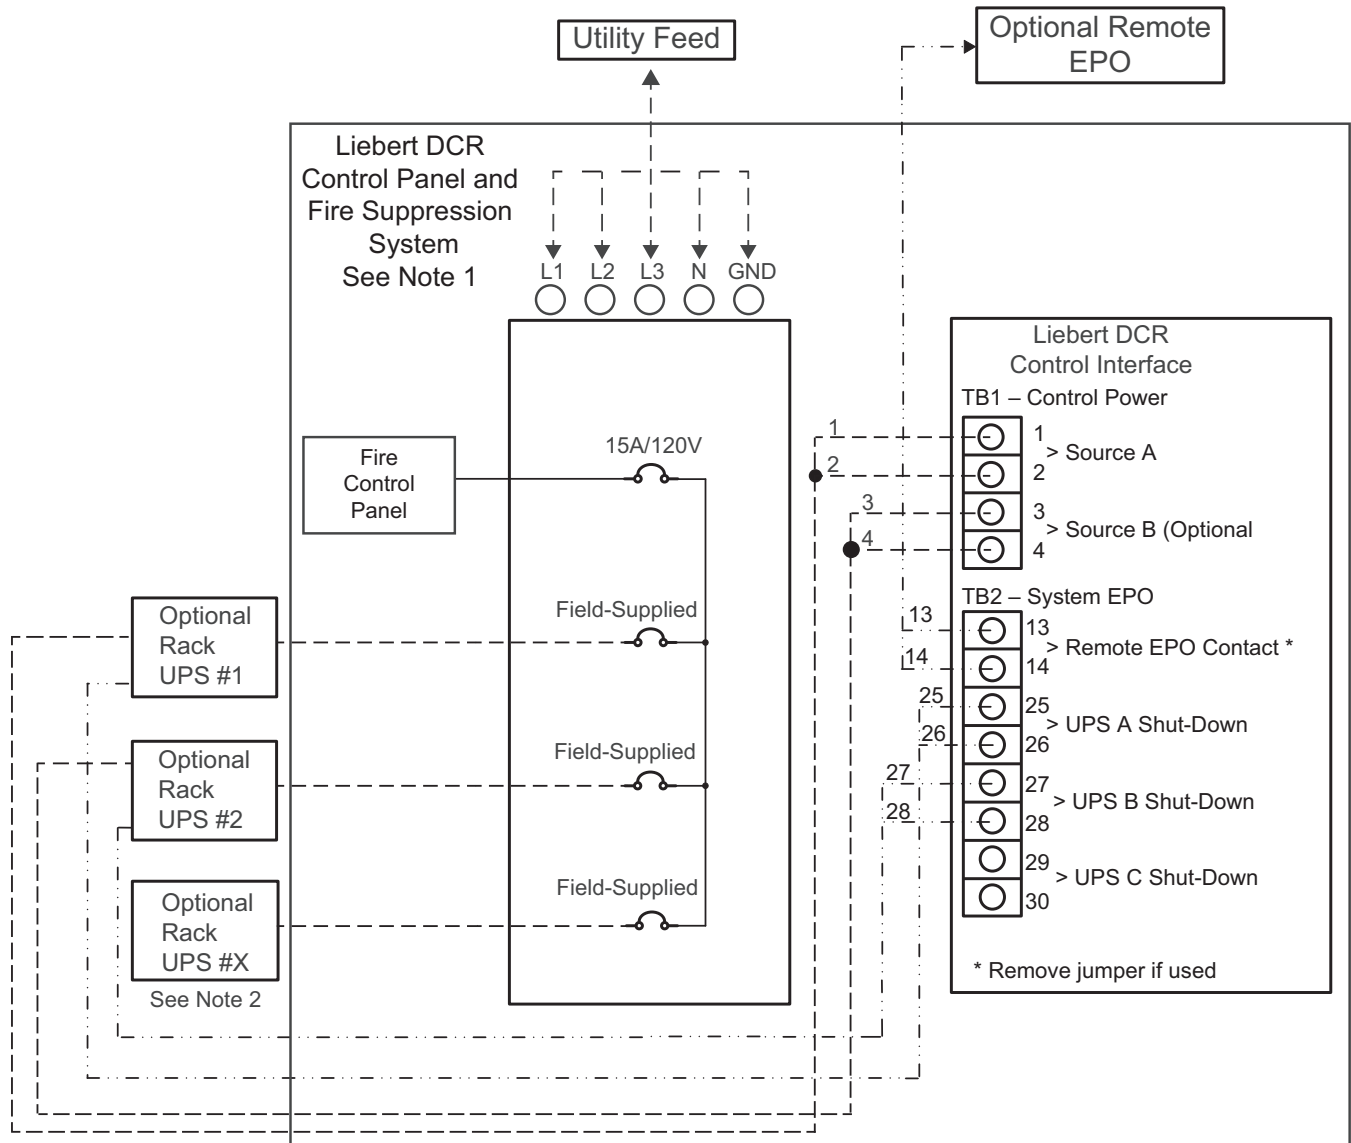 Utility Feed
Optional Remote
EPO
Liebert DCR
Control Panel and
Fire Suppression
System
See Note 1
L1 L2 L3 N GND
Liebert DCR
Control Interface
TB1 – Control Power
1 1
> Source A
2 2
3 3
> Source B (Optional
4 4
TB2 – System EPO
13 13
> Remote EPO Contact *
14 14
25 25
> UPS A Shut-Down
26 26
27 27
> UPS B Shut-Down
28 28
29
> UPS C Shut-Down
30
* Remove jumper if used
15A/120V
Fire
Control
Panel
Field-Supplied
Optional
Rack
UPS #1
Field-Supplied
Optional
Rack
UPS #2
Field-Supplied
Optional
Rack
UPS #X
See Note 2